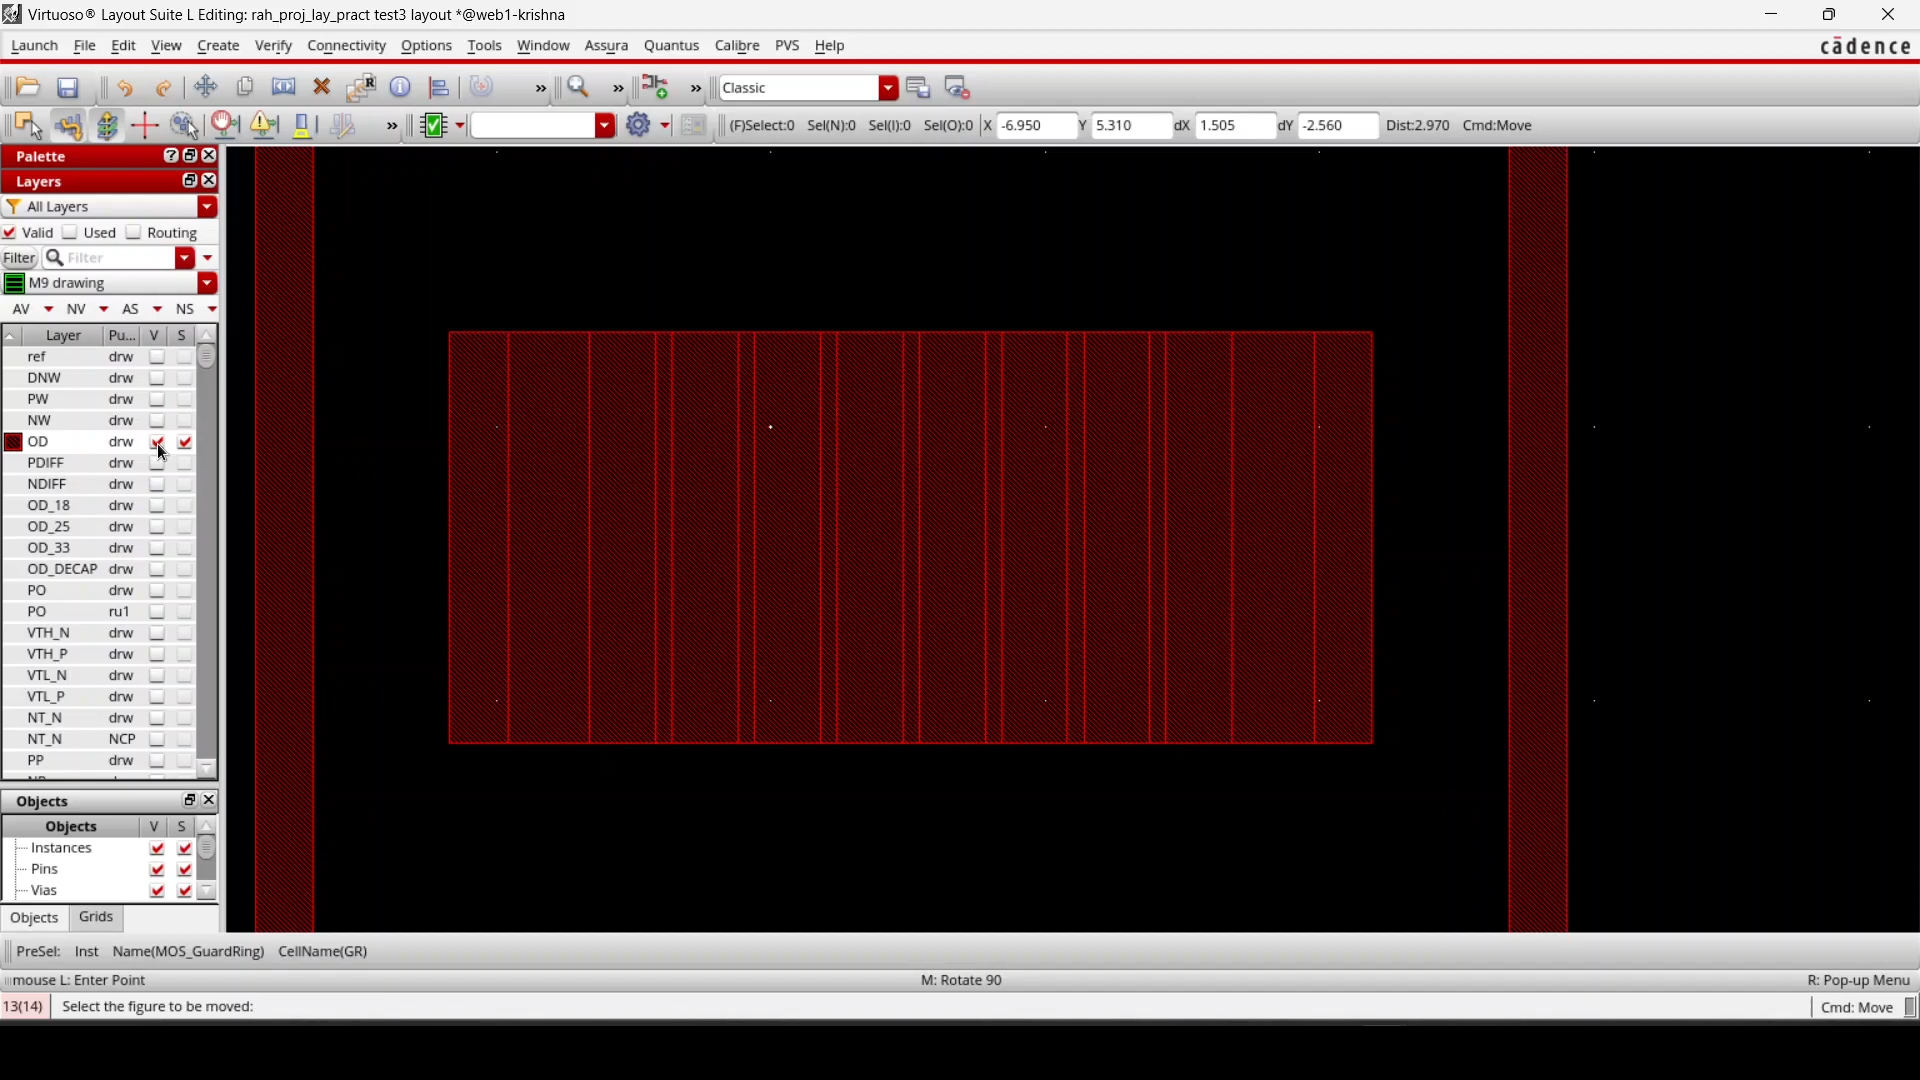 Virtuoso® Layout Suite L Editing: rah_proj_lay_pract test3 layout *@web1-krishna
Launch File Edit View Create Verify Connectivity Options Tools Window Assura Quantus Calibre PVS Help
cādence
R
» » » Classic
» (F)Select:0 Sel(N):0 Sel(I):0 Sel(O):0 X -6.950 Y 5.310 dX 1.505 dY -2.560 Dist:2.970 Cmd:Move
Palette
Layers
All Layers
Valid Used Routing
Filter Filter
M9 drawing
AV NV AS NS
Layer Pu... V S
ref drw
DNW drw
PW drw
NW drw
OD drw
PDIFF drw
NDIFF drw
OD_18 drw
OD_25 drw
OD_33 drw
OD_DECAP drw
PO drw
PO ru1
VTH_N drw
VTH_P drw
VTL_N drw
VTL_P drw
NT_N drw
NT_N NCP
PP drw
Objects
Objects V S
Instances
Pins
Vias
Objects Grids
PreSel: Inst Name(MOS_GuardRing) CellName(GR)
mouse L: Enter Point M: Rotate 90 R: Pop-up Menu
13(14) Select the figure to be moved: Cmd: Move